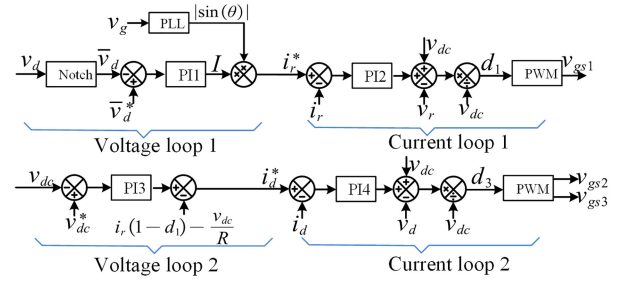 v_g PLL |sin(θ)|
v_d Notch v̅_d PI1 I i_r^* PI2 v_dc d_1 PWM v_gs1
v̅_d^* i_r v_r v_dc
Voltage loop 1 Current loop 1
v_dc PI3 i_d^* PI4 v_dc d_3 PWM v_gs2
v_gs3
v_dc^* i_r(1−d_1)−v_dc/R i_d v_d v_dc
Voltage loop 2 Current loop 2